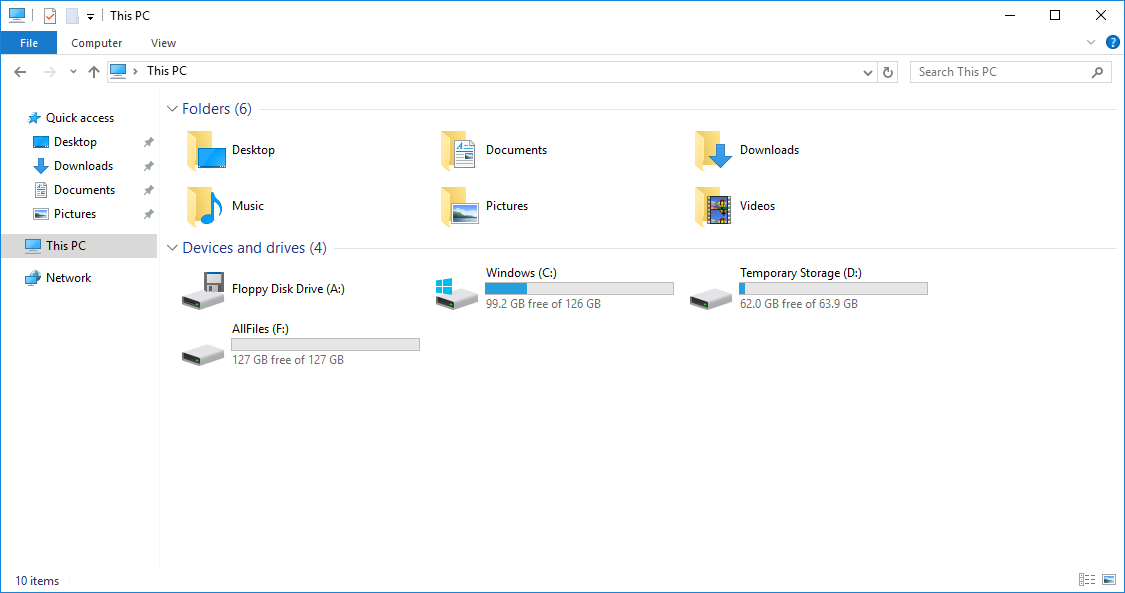 This PC
File Computer View
This PC
Search This PC
Quick access
Desktop
Downloads
Documents
Pictures
This PC
Network
Folders (6)
Desktop
Documents
Downloads
Music
Pictures
Videos
Devices and drives (4)
Floppy Disk Drive (A:)
Windows (C:)
99.2 GB free of 126 GB
Temporary Storage (D:)
62.0 GB free of 63.9 GB
AllFiles (F:)
127 GB free of 127 GB
10 items